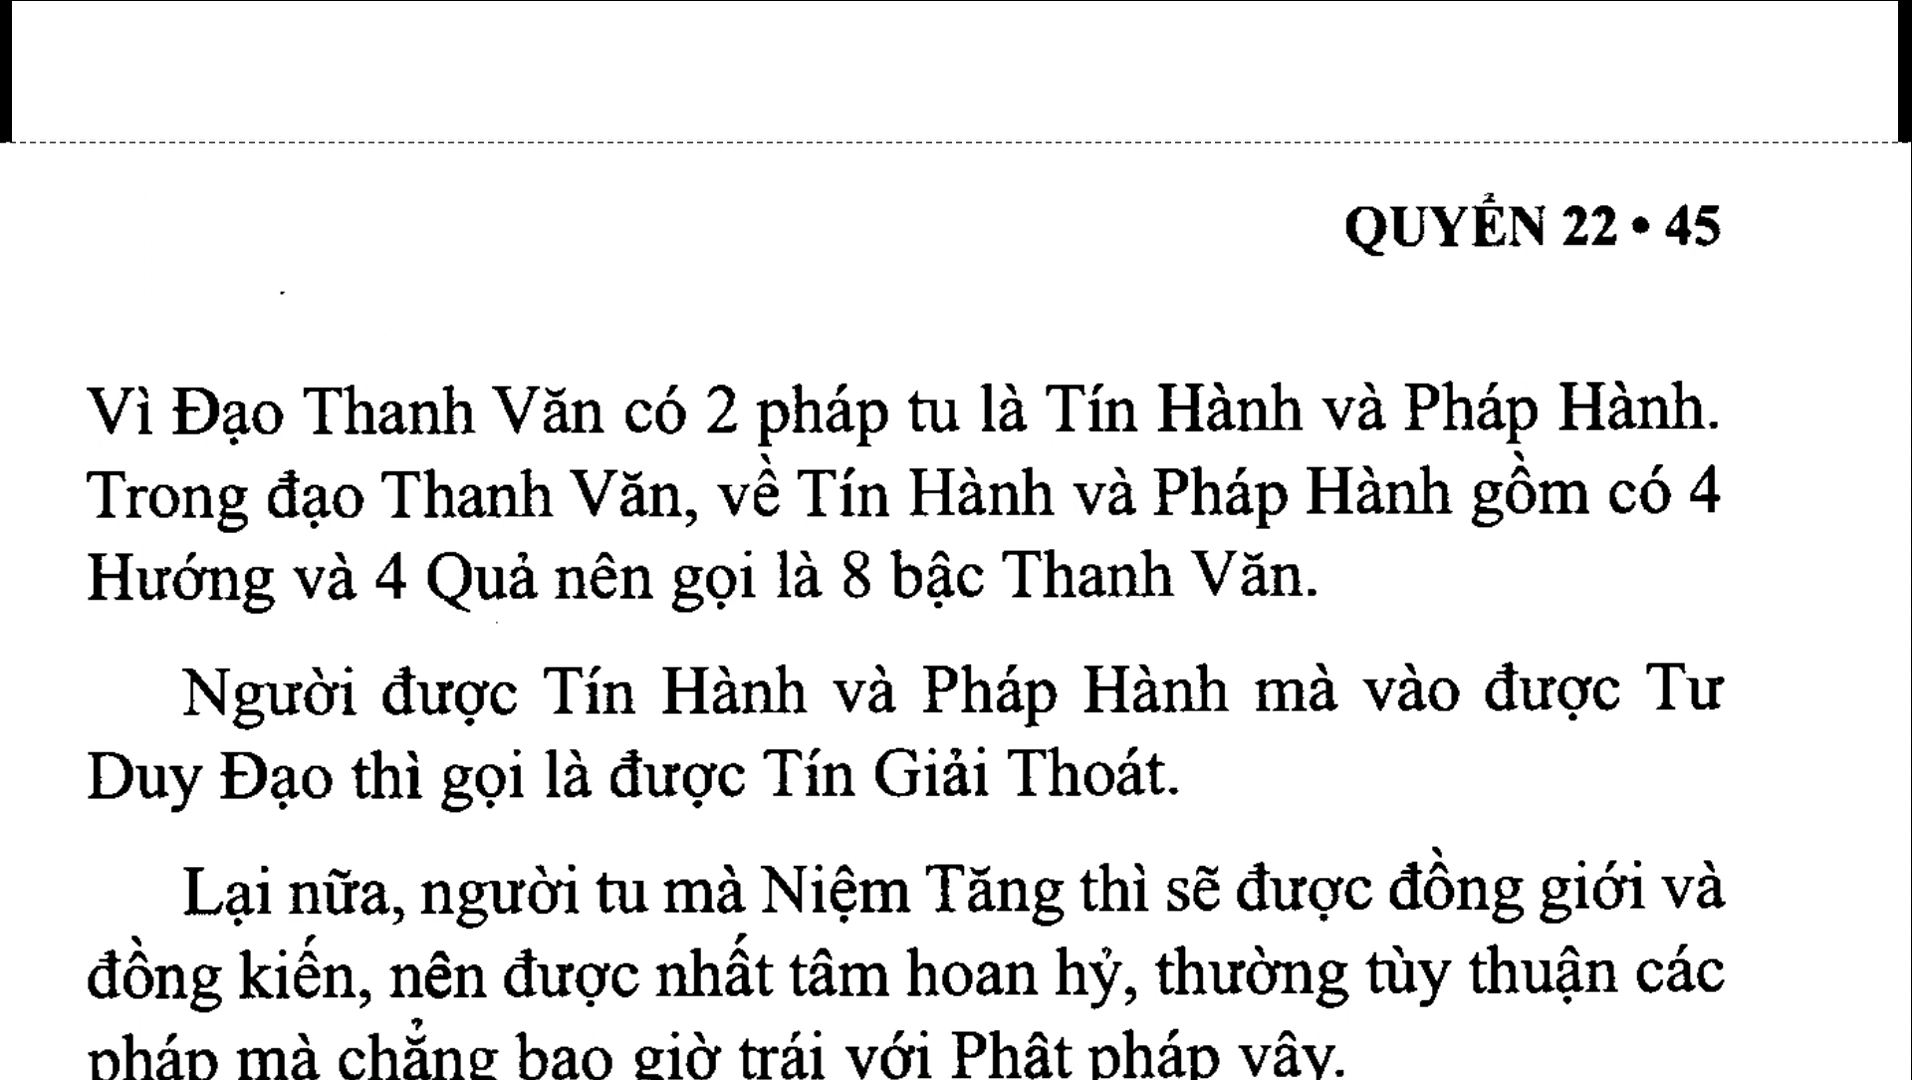 QUYỂN 22 • 45
Vì Đạo Thanh Văn có 2 pháp tu là Tín Hành và Pháp Hành.
Trong đạo Thanh Văn, về Tín Hành và Pháp Hành gồm có 4
Hướng và 4 Quả nên gọi là 8 bậc Thanh Văn.
Người được Tín Hành và Pháp Hành mà vào được Tư
Duy Đạo thì gọi là được Tín Giải Thoát.
Lại nữa, người tu mà Niệm Tăng thì sẽ được đồng giới và
đồng kiến, nên được nhất tâm hoan hỷ, thường tùy thuận các
pháp mà chẳng bao giờ trái với Phật pháp vậy.